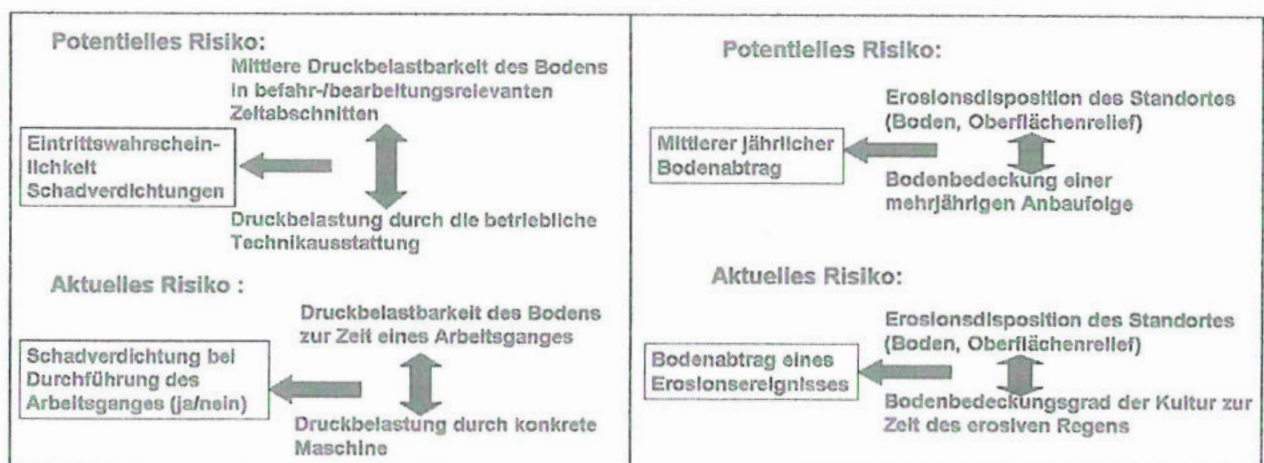 Potentielles Risiko:
Mittlere Druckbelastbarkeit des Bodens
in befahr-/bearbeitungsrelevanten
Zeitabschnitten
Eintrittswahrschein-
lichkeit
Schadverdichtungen
Druckbelastung durch die betriebliche
Technikausstattung
Aktuelles Risiko :
Druckbelastbarkeit des Bodens
zur Zeit eines Arbeitsganges
Schadverdichtung bei
Durchführung des
Arbeitsganges (ja/nein)
Druckbelastung durch konkrete
Maschine
Potentielles Risiko:
Erosionsdisposition des Standortes
(Boden, Oberflächenrelief)
Mittlerer jährlicher
Bodenabtrag
Bodenbedeckung einer
mehrjährigen Anbaufolge
Aktuelles Risiko:
Erosionsdisposition des Standortes
(Boden, Oberflächenrelief)
Bodenabtrag eines
Erosionsereignisses
Bodenbedeckungsgrad der Kultur zur
Zeit des erosiven Regens